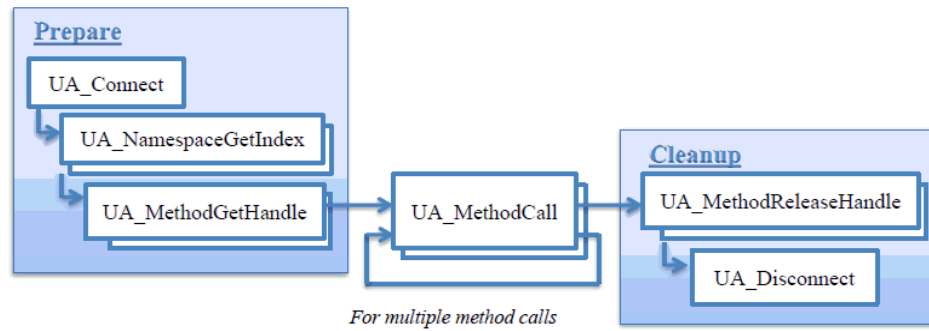 Prepare
UA_Connect
UA_NamespaceGetIndex
UA_MethodGetHandle
UA_MethodCall
For multiple method calls
Cleanup
UA_MethodReleaseHandle
UA_Disconnect